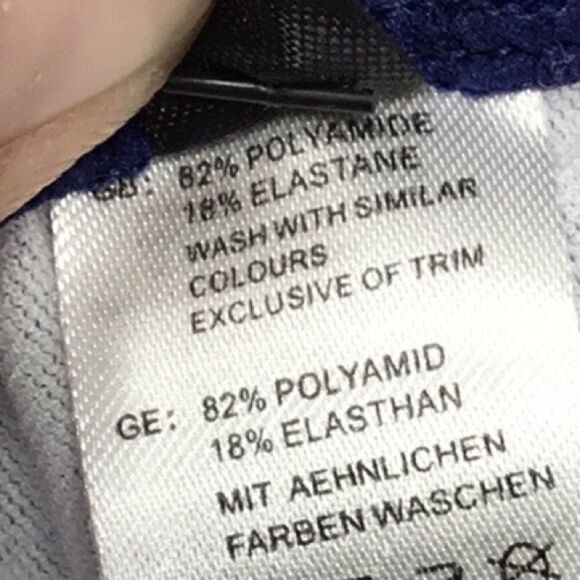 GB: 82% POLYAMIDE
18% ELASTANE
WASH WITH SIMILAR
COLOURS
EXCLUSIVE OF TRIM
GE: 82% POLYAMID
18% ELASTHAN
MIT AEHNLICHEN
FARBEN WASCHEN